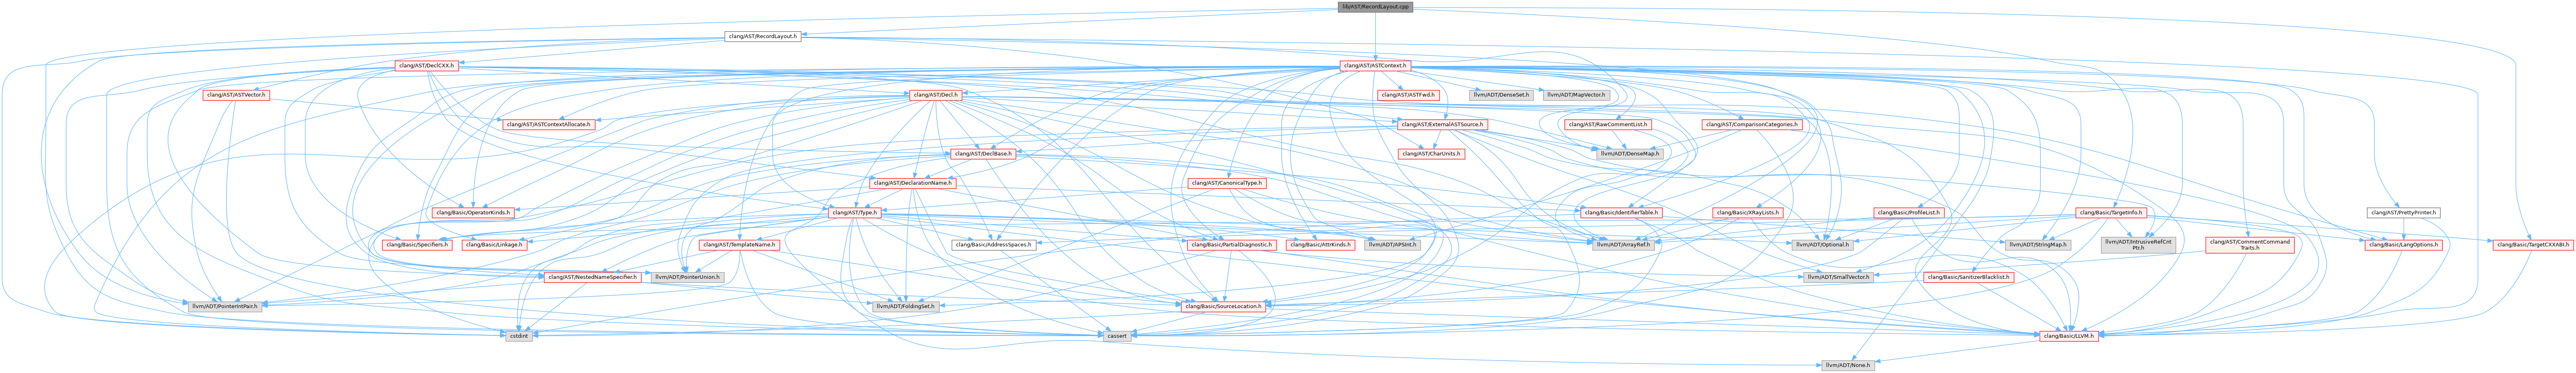 lib/AST/RecordLayout.cpp
clang/AST/RecordLayout.h
clang/AST/DeclCXX.h
clang/AST/ASTContext.h
clang/AST/ASTVector.h
clang/AST/Decl.h
clang/AST/ASTFwd.h
llvm/ADT/DenseSet.h
llvm/ADT/MapVector.h
clang/AST/ASTContextAllocate.h
clang/AST/ExternalASTSource.h
clang/AST/RawCommentList.h
clang/AST/ComparisonCategories.h
clang/AST/DeclBase.h
clang/AST/CharUnits.h
llvm/ADT/DenseMap.h
clang/AST/DeclarationName.h
clang/AST/CanonicalType.h
clang/Basic/OperatorKinds.h
clang/AST/Type.h
clang/Basic/IdentifierTable.h
clang/Basic/XRayLists.h
clang/Basic/ProfileList.h
clang/Basic/TargetInfo.h
clang/AST/PrettyPrinter.h
clang/Basic/Specifiers.h
clang/Basic/Linkage.h
clang/AST/TemplateName.h
clang/Basic/AddressSpaces.h
clang/Basic/PartialDiagnostic.h
clang/Basic/AttrKinds.h
llvm/ADT/APSInt.h
llvm/ADT/ArrayRef.h
llvm/ADT/Optional.h
llvm/ADT/StringMap.h
llvm/ADT/IntrusiveRefCnt
Ptr.h
clang/AST/CommentCommand
Traits.h
clang/Basic/LangOptions.h
clang/Basic/TargetCXXABI.h
clang/AST/NestedNameSpecifier.h
llvm/ADT/PointerUnion.h
llvm/ADT/SmallVector.h
clang/Basic/SanitizerBlacklist.h
llvm/ADT/PointerIntPair.h
llvm/ADT/FoldingSet.h
clang/Basic/SourceLocation.h
cstdint
cassert
clang/Basic/LLVM.h
llvm/ADT/None.h